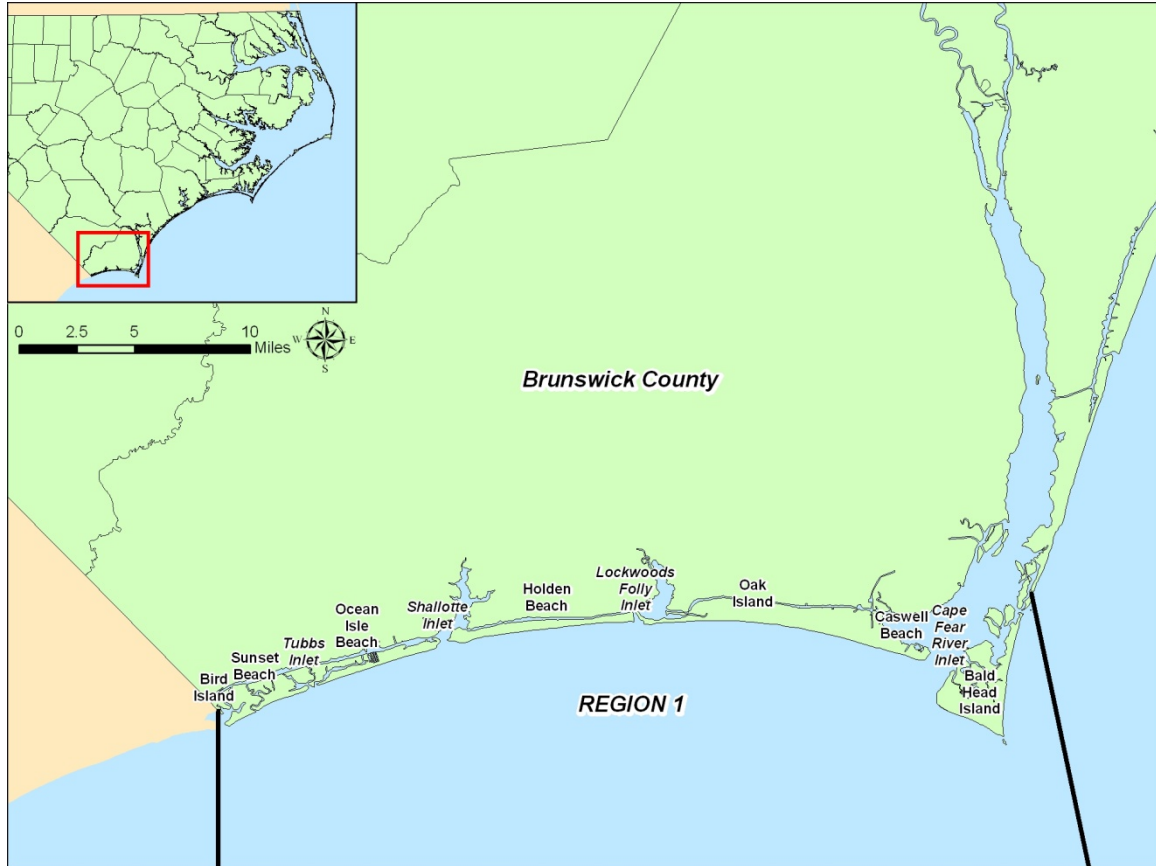 0 2.5 5 10
Miles
N
W E
S
Brunswick County
Lockwoods
Folly
Inlet
Oak
Island
Holden
Beach
Shallotte
Inlet
Ocean
Isle
Beach
Tubbs
Inlet
Sunset
Beach
Bird
Island
Caswell
Beach
Cape
Fear
River
Inlet
Bald
Head
Island
REGION 1